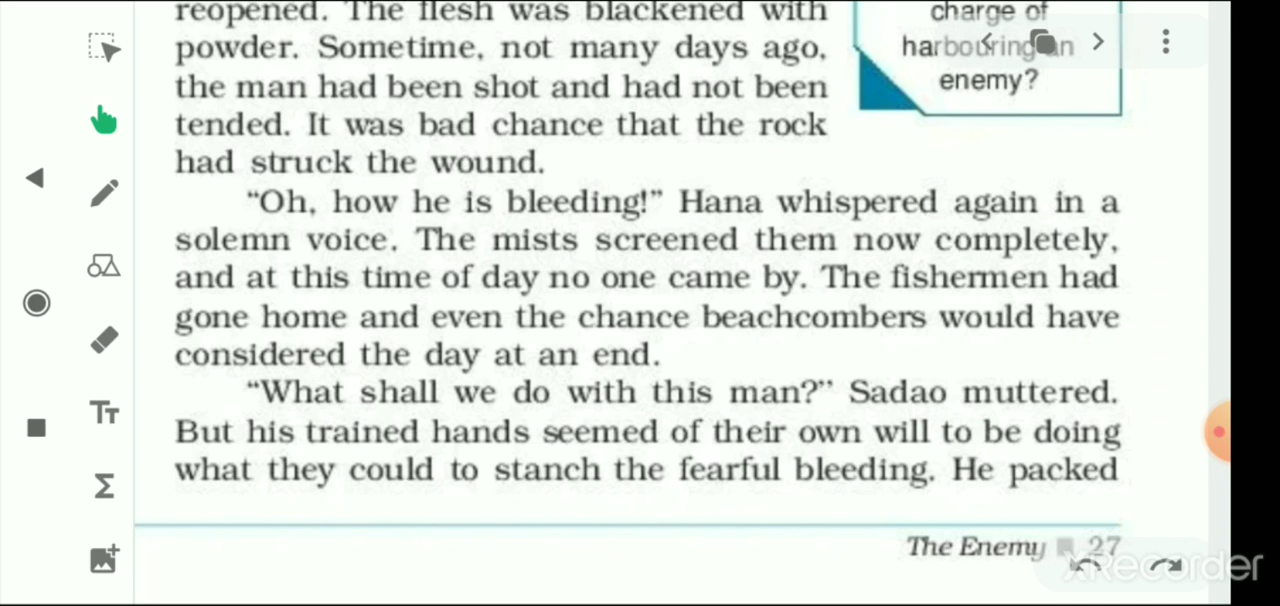 reopened. The flesh was blackened with
powder. Sometime, not many days ago,
the man had been shot and had not been
tended. It was bad chance that the rock
had struck the wound.
charge of
harbouring an
enemy?
“Oh, how he is bleeding!” Hana whispered again in a
solemn voice. The mists screened them now completely,
and at this time of day no one came by. The fishermen had
gone home and even the chance beachcombers would have
considered the day at an end.
“What shall we do with this man?” Sadao muttered.
But his trained hands seemed of their own will to be doing
what they could to stanch the fearful bleeding. He packed
The Enemy 27
XRecorder